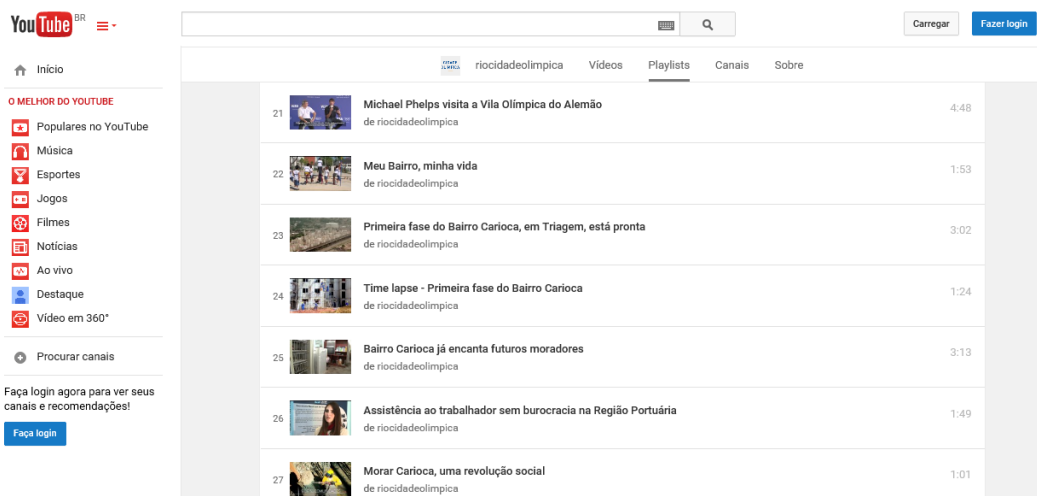 YouTube BR
Carregar
Fazer login
Início
O MELHOR DO YOUTUBE
Populares no YouTube
Música
Esportes
Jogos
Filmes
Notícias
Ao vivo
Destaque
Vídeo em 360°
Procurar canais
Faça login agora para ver seus
canais e recomendações!
Faça login
riocidadeolimpica Vídeos Playlists Canais Sobre
21 Michael Phelps visita a Vila Olímpica do Alemão 4:48
de riocidadeolimpica
22 Meu Bairro, minha vida 1:53
de riocidadeolimpica
23 Primeira fase do Bairro Carioca, em Triagem, está pronta 3:02
de riocidadeolimpica
24 Time lapse - Primeira fase do Bairro Carioca 1:24
de riocidadeolimpica
25 Bairro Carioca já encanta futuros moradores 3:13
de riocidadeolimpica
26 Assistência ao trabalhador sem burocracia na Região Portuária 1:49
de riocidadeolimpica
27 Morar Carioca, uma revolução social 1:01
de riocidadeolimpica